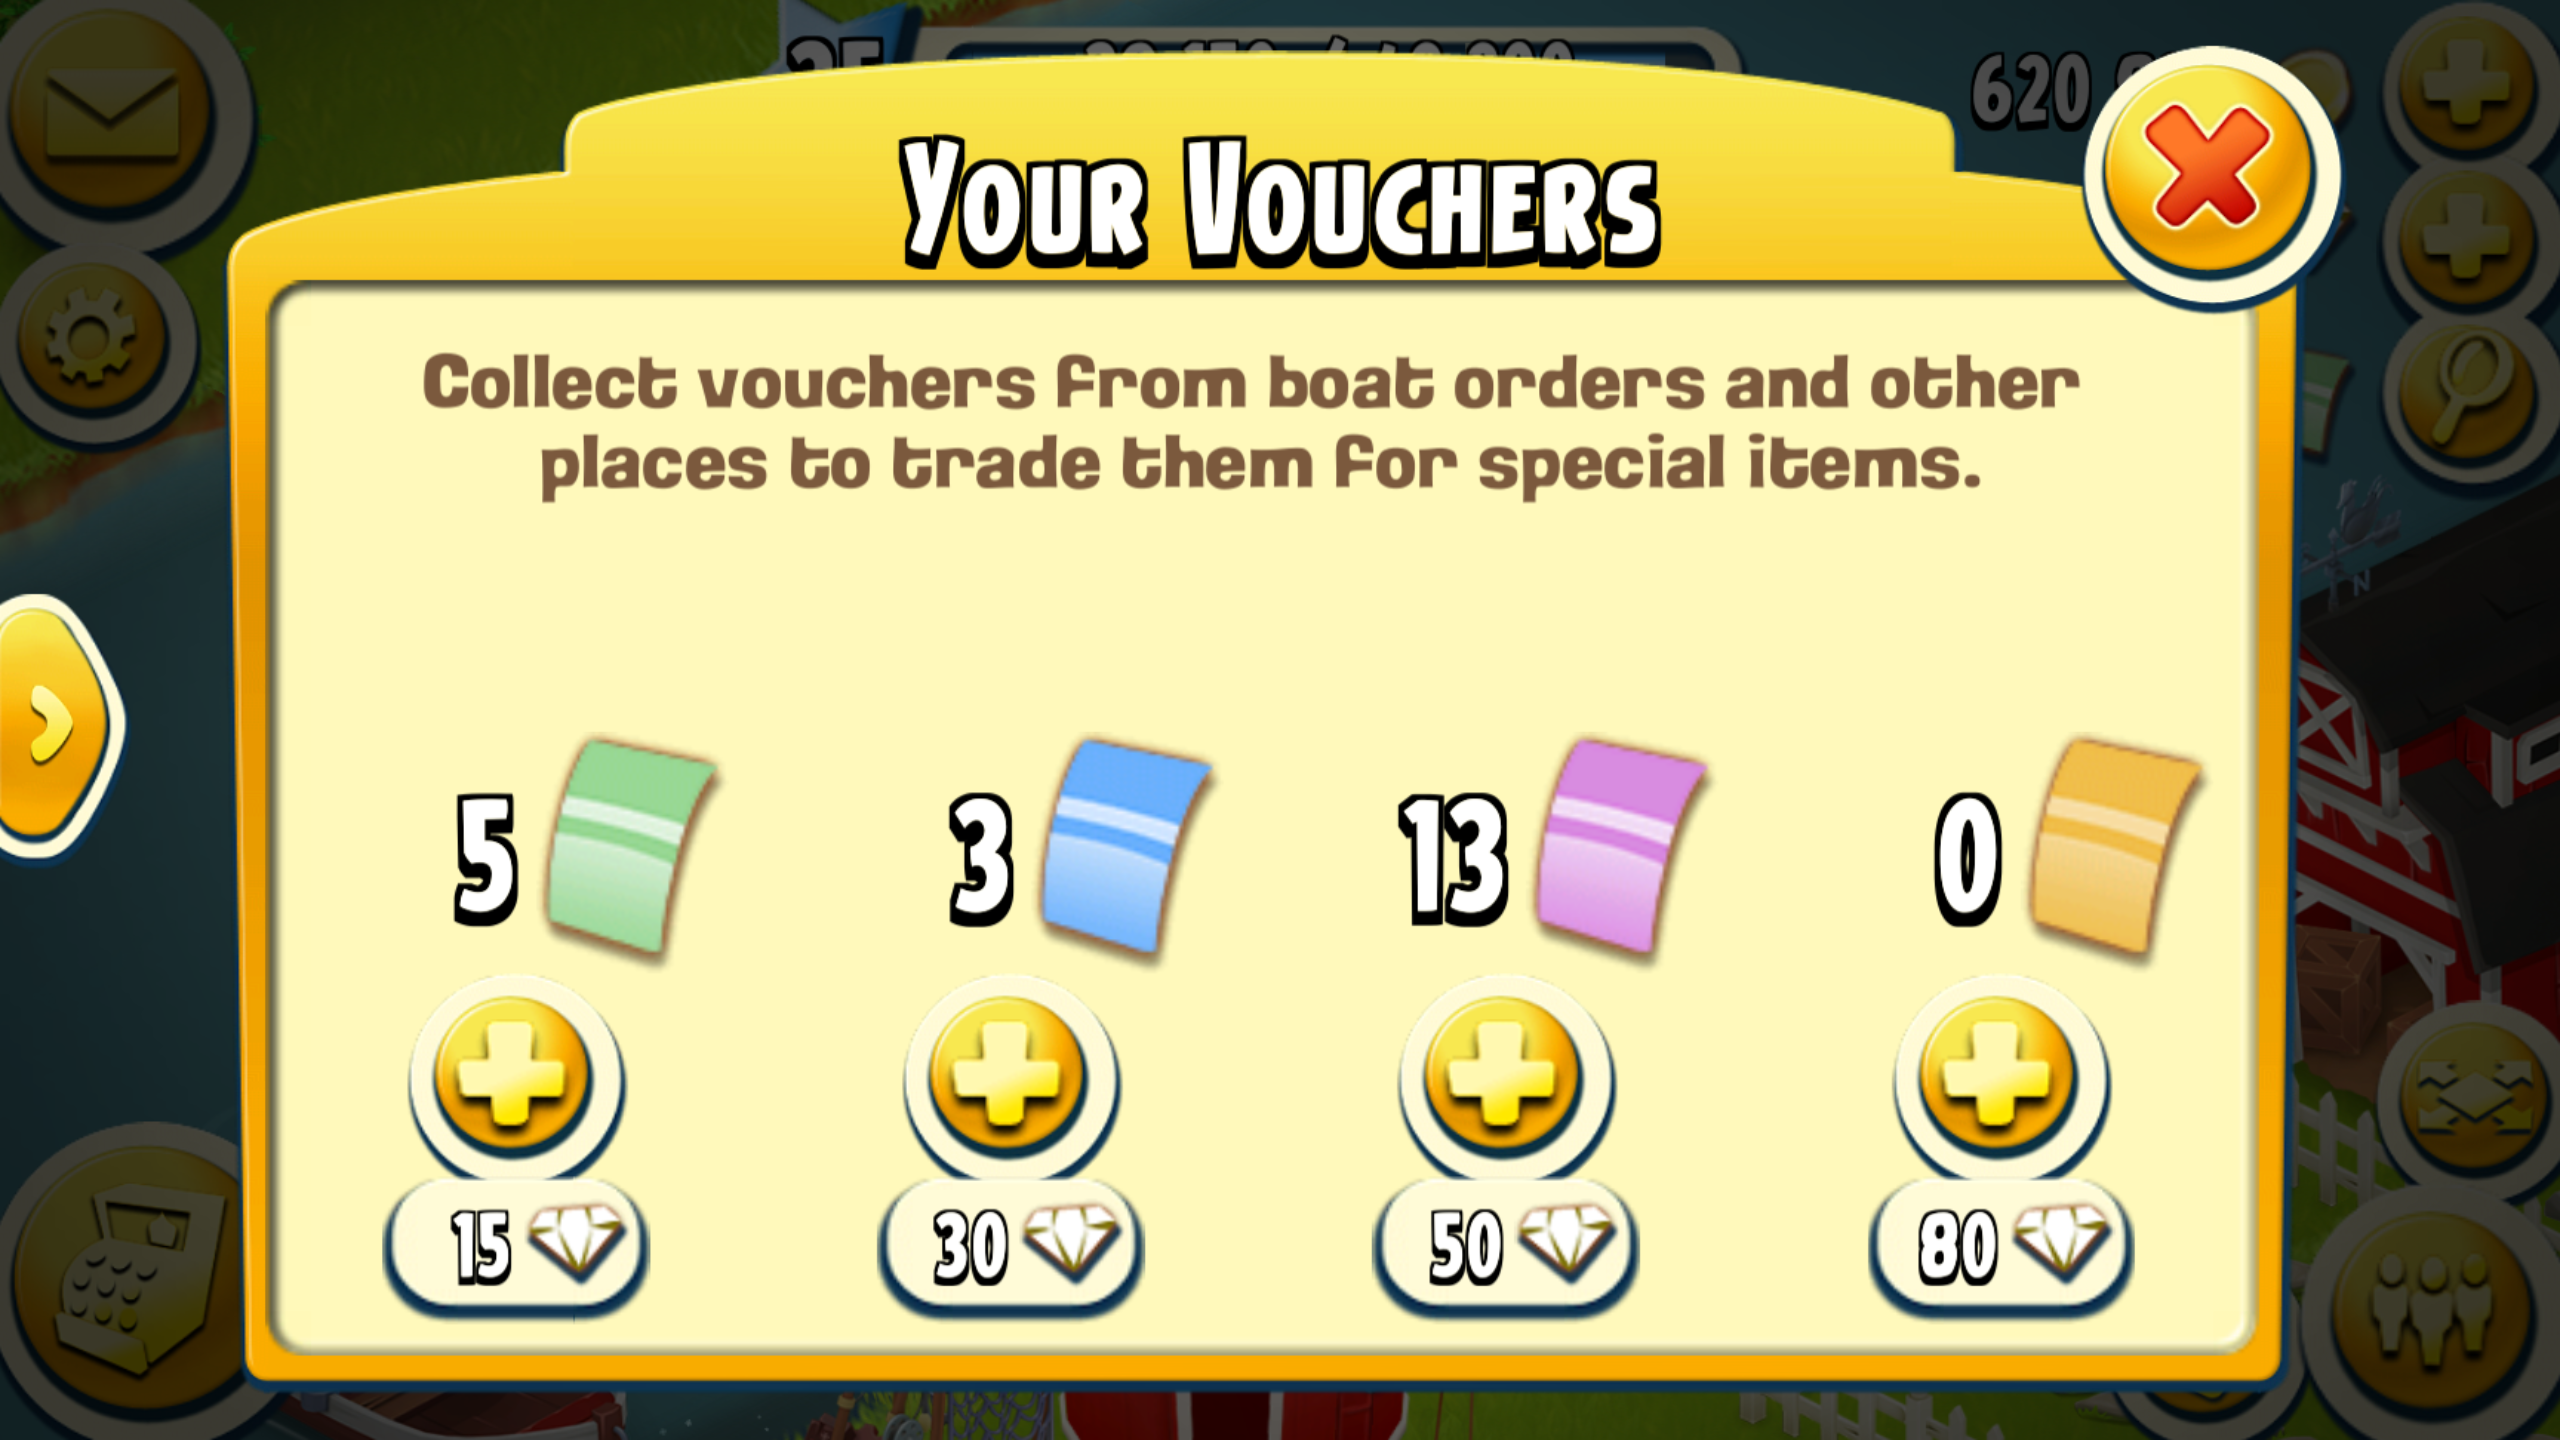 620
Your Vouchers
Collect vouchers from boat orders and other
places to trade them for special items.
5
3
13
0
15
30
50
80
N